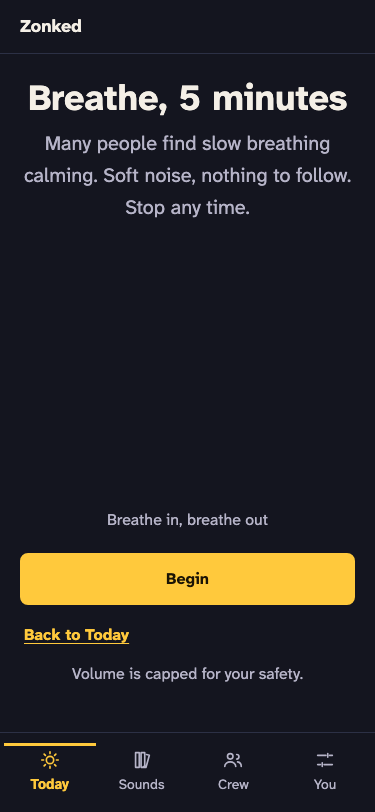 Zonked
Breathe, 5 minutes
Many people find slow breathing
calming. Soft noise, nothing to follow.
Stop any time.
Breathe in, breathe out
Begin
Back to Today
Volume is capped for your safety.
Today
Sounds
Crew
You